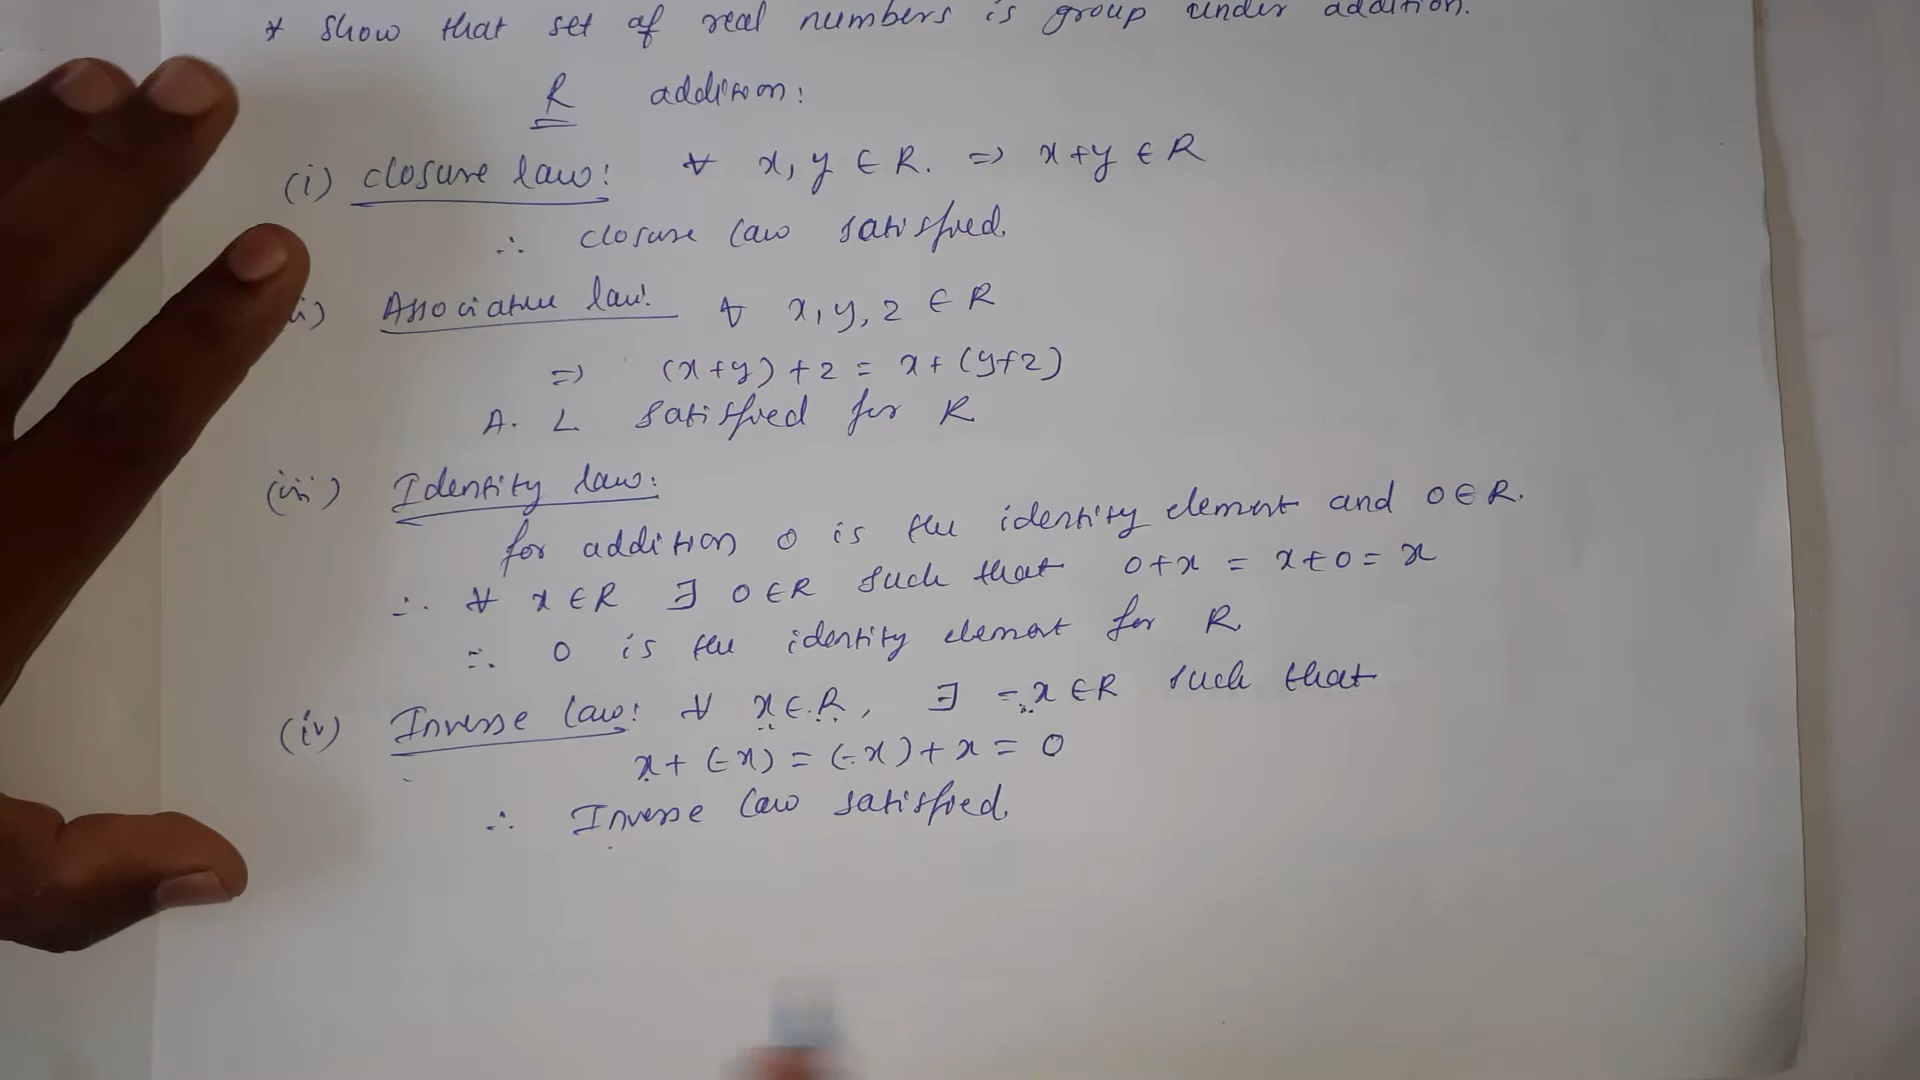 * Show that set of real numbers is group under addition.
R addition:
(i) closure law: ∀ x, y ∈ R. => x+y ∈ R
∴ closure law satisfied.
ii) Associative law: ∀ x, y, z ∈ R
=> (x+y)+z = x+(y+z)
A. L satisfied for R
(iii) Identity law:
for addition 0 is the identity element and 0∈R.
∴ ∀ x∈R ∃ 0∈R such that 0+x = x+0 = x
∴ 0 is the identity element for R
(iv) Inverse law: ∀ x∈R, ∃ -x∈R such that
x+(-x) = (-x)+x = 0
∴ Inverse law satisfied.